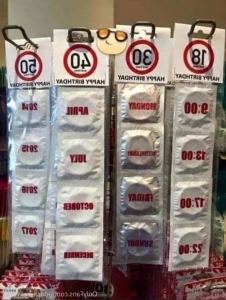 50
HAPPY BIRTHDAY
2014
2015
2016
2017
40
HAPPY BIRTHDAY
APRIL
JULY
OCTOBER
DECEMBER
30
HAPPY BIRTHDAY
MONDAY
WEDNESDAY
FRIDAY
SUNDAY
18
HAPPY BIRTHDAY
9:00
13:00
17:00
22:00